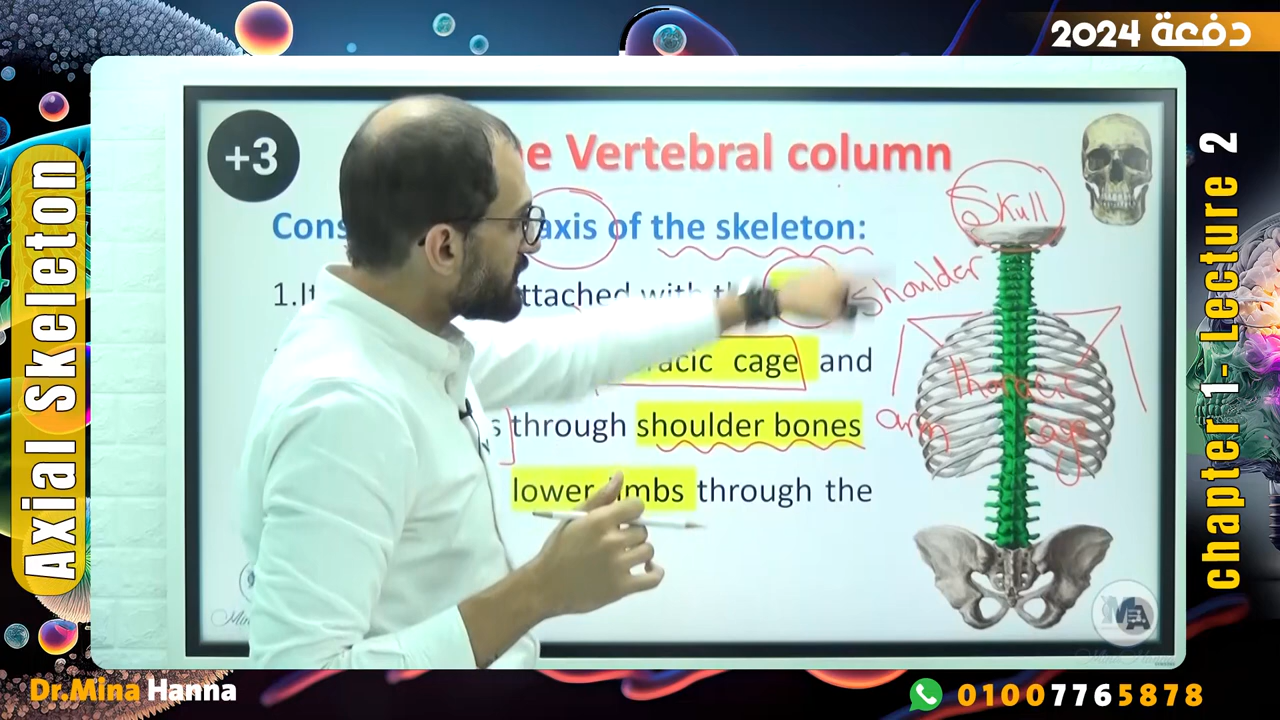 دفعة 2024
Axial Skeleton
chapter 1- Lecture 2
+3
e Vertebral column
Skull
Cons axis of the skeleton:
1.It ttached with th
shoulder
acic cage and
thoracic
cage
arm
s through shoulder bones
lower limbs through the
MA
Dr.Mina Hanna
01007765878